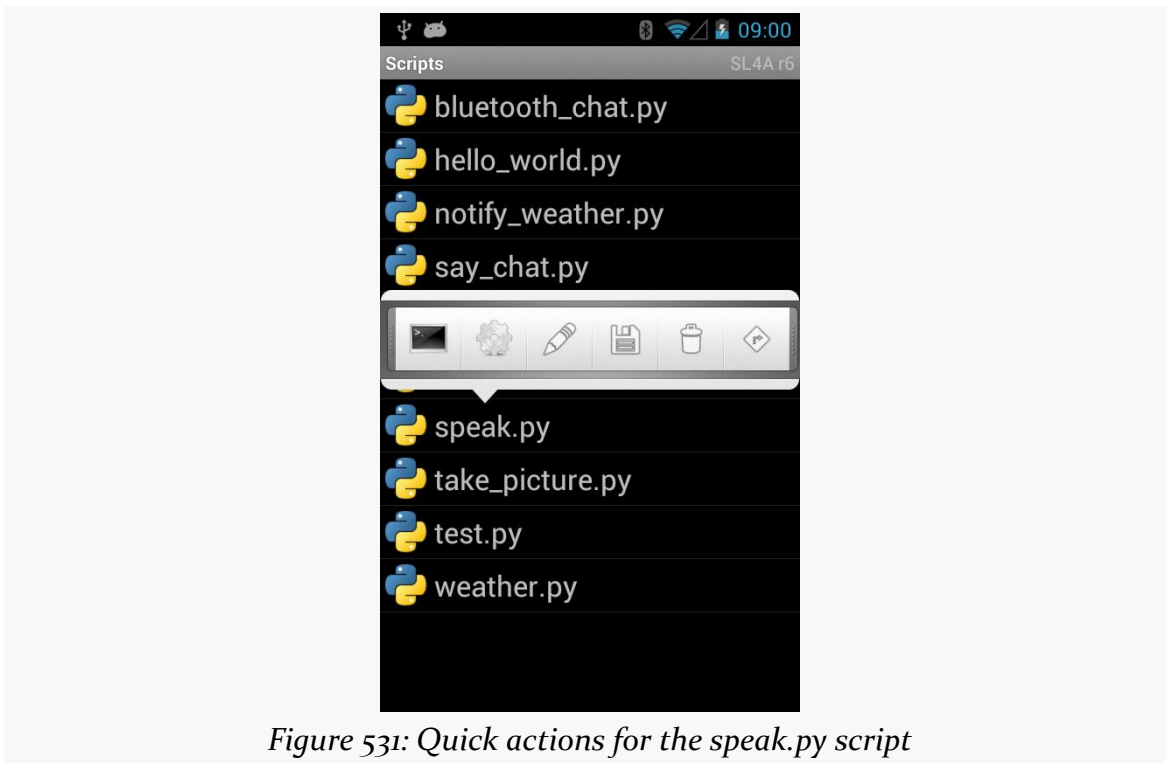 09:00
Scripts SL4A r6
bluetooth_chat.py
hello_world.py
notify_weather.py
say_chat.py
>_
speak.py
take_picture.py
test.py
weather.py
Figure 531: Quick actions for the speak.py script